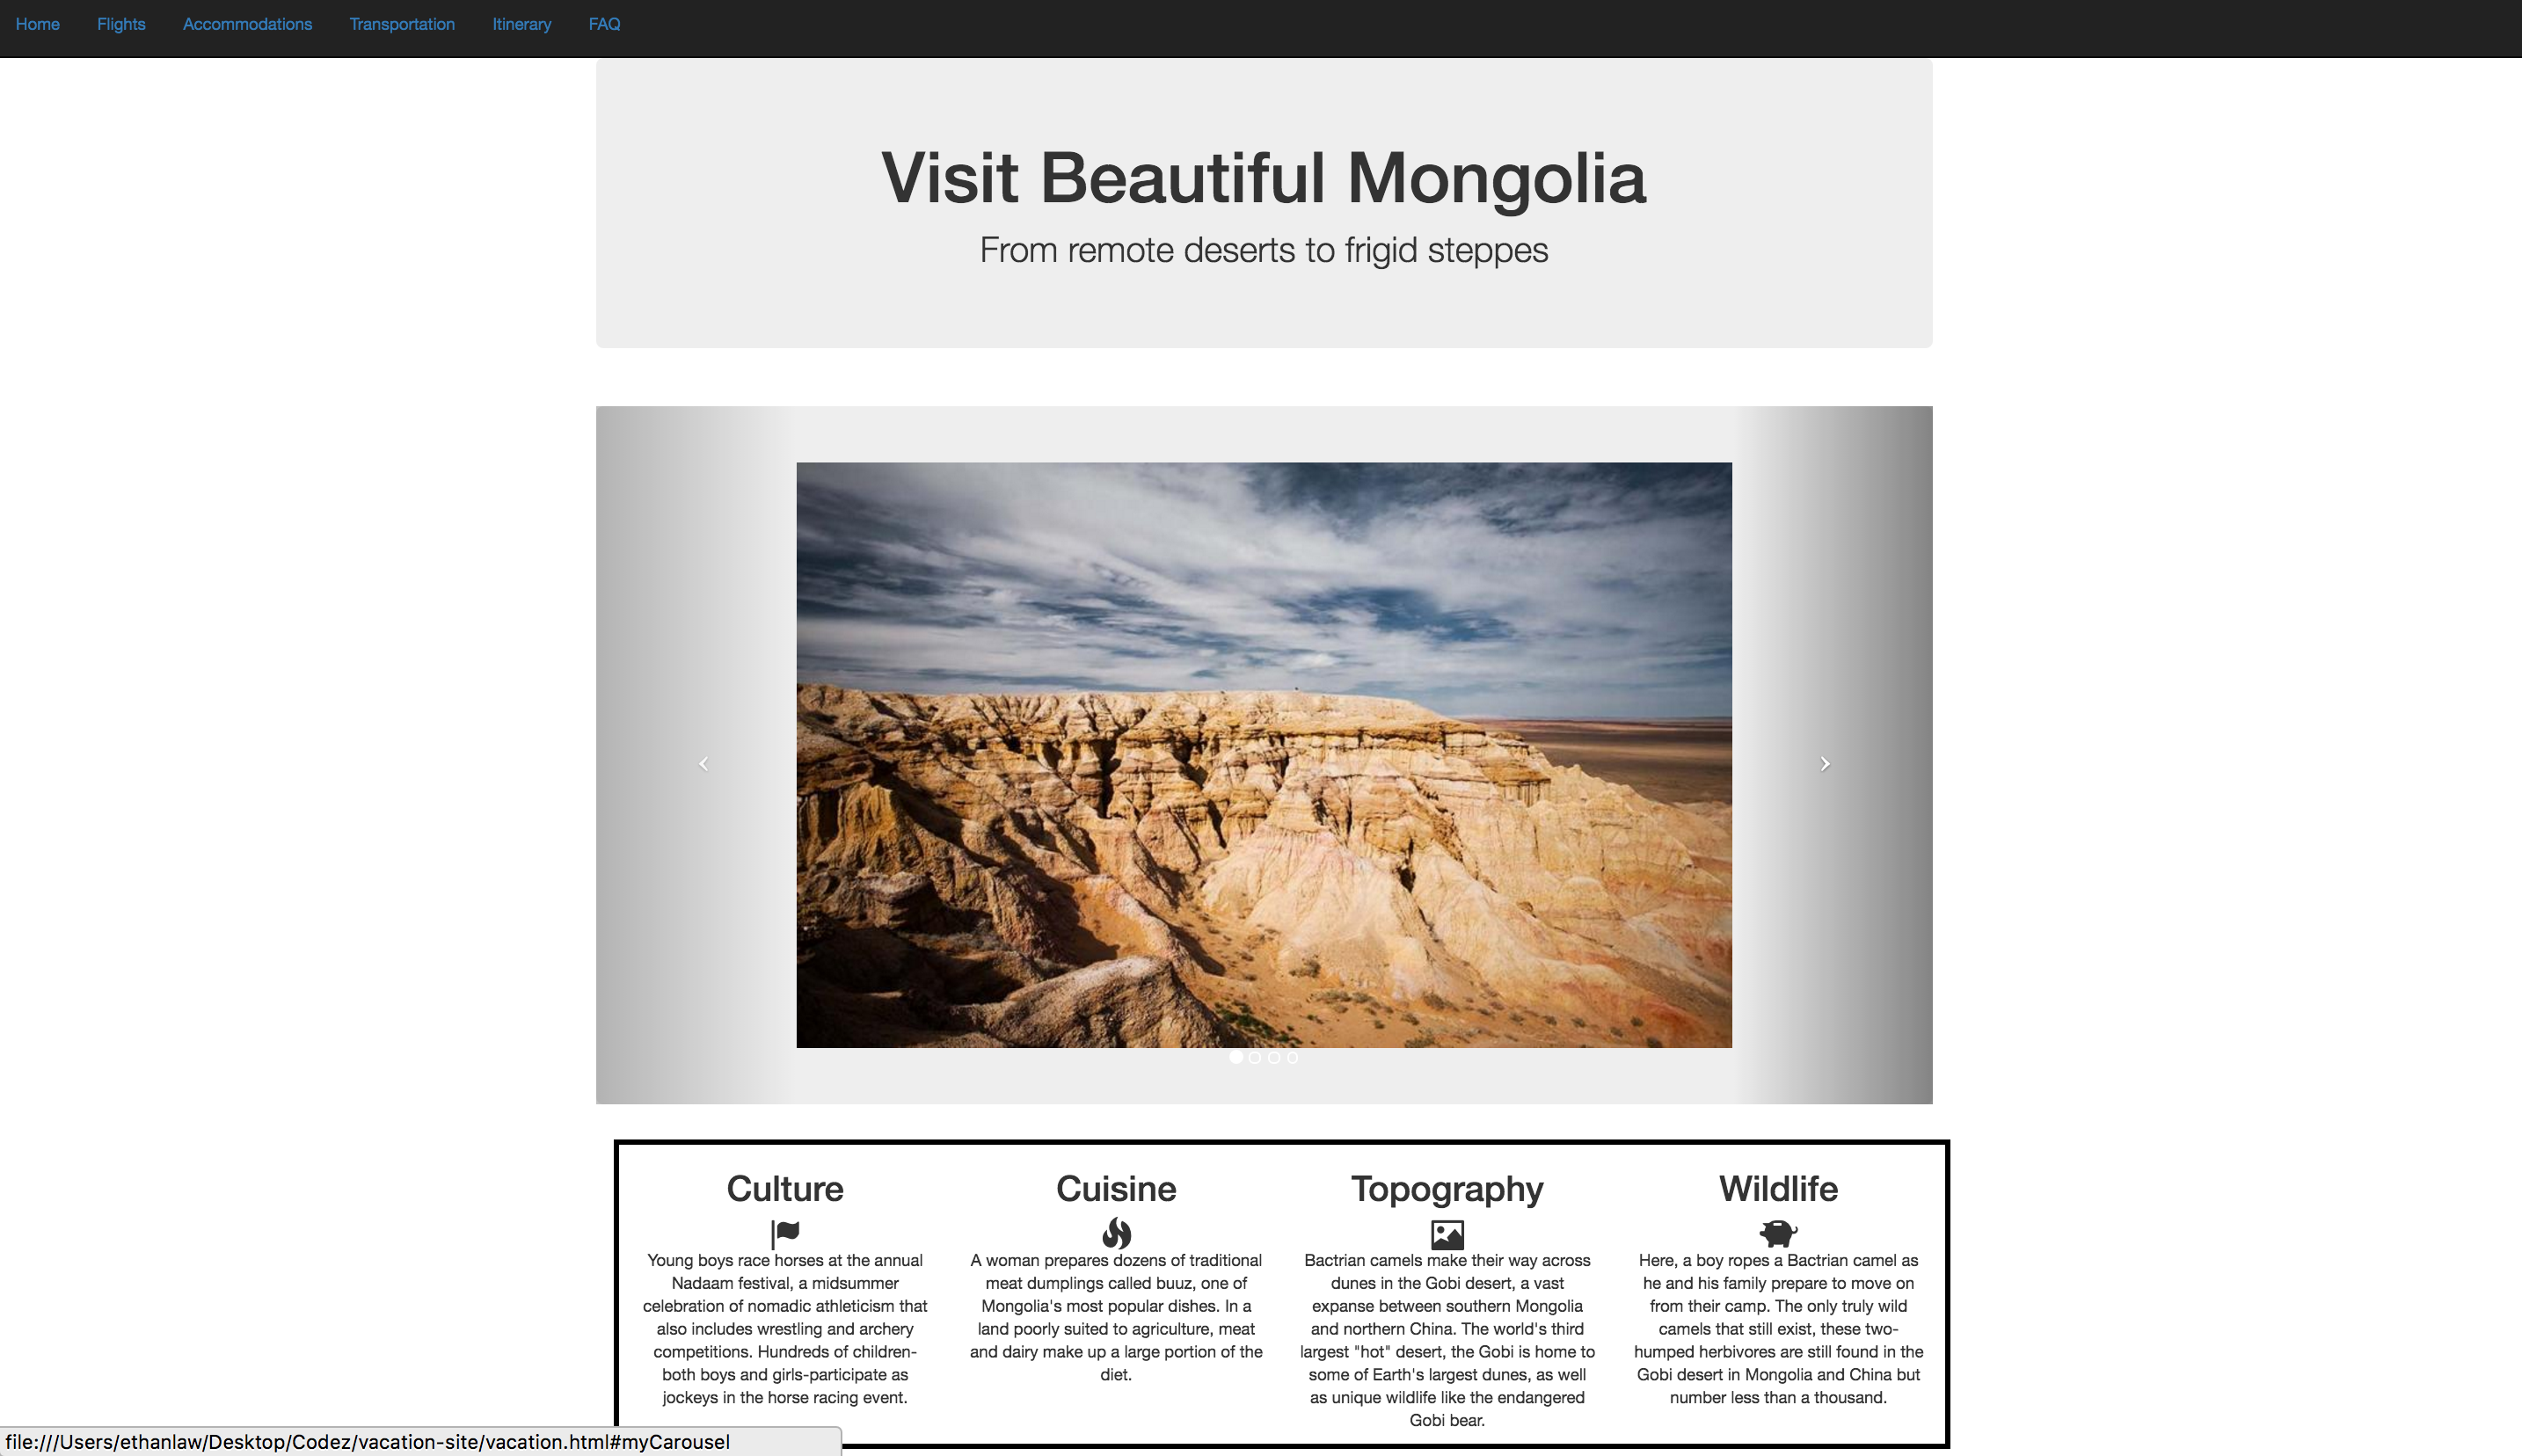 Home Flights Accommodations Transportation Itinerary FAQ
Visit Beautiful Mongolia
From remote deserts to frigid steppes
Culture
Young boys race horses at the annual
Nadaam festival, a midsummer
celebration of nomadic athleticism that
also includes wrestling and archery
competitions. Hundreds of children-
both boys and girls-participate as
jockeys in the horse racing event.
Cuisine
A woman prepares dozens of traditional
meat dumplings called buuz, one of
Mongolia's most popular dishes. In a
land poorly suited to agriculture, meat
and dairy make up a large portion of the
diet.
Topography
Bactrian camels make their way across
dunes in the Gobi desert, a vast
expanse between southern Mongolia
and northern China. The world's third
largest "hot" desert, the Gobi is home to
some of Earth's largest dunes, as well
as unique wildlife like the endangered
Gobi bear.
Wildlife
Here, a boy ropes a Bactrian camel as
he and his family prepare to move on
from their camp. The only truly wild
camels that still exist, these two-
humped herbivores are still found in the
Gobi desert in Mongolia and China but
number less than a thousand.
file:///Users/ethanlaw/Desktop/Codez/vacation-site/vacation.html#myCarousel